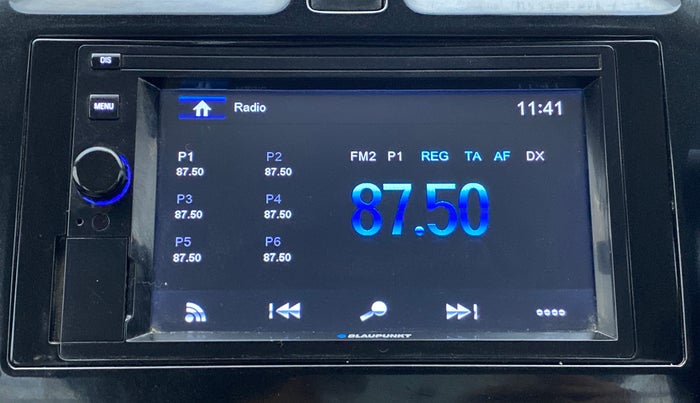 DIS
MENU
Radio
11:41
P1 P2
87.50 87.50
P3 P4
87.50 87.50
P5 P6
87.50 87.50
FM2 P1 REG TA AF DX
87.50
BLAUPUNKT